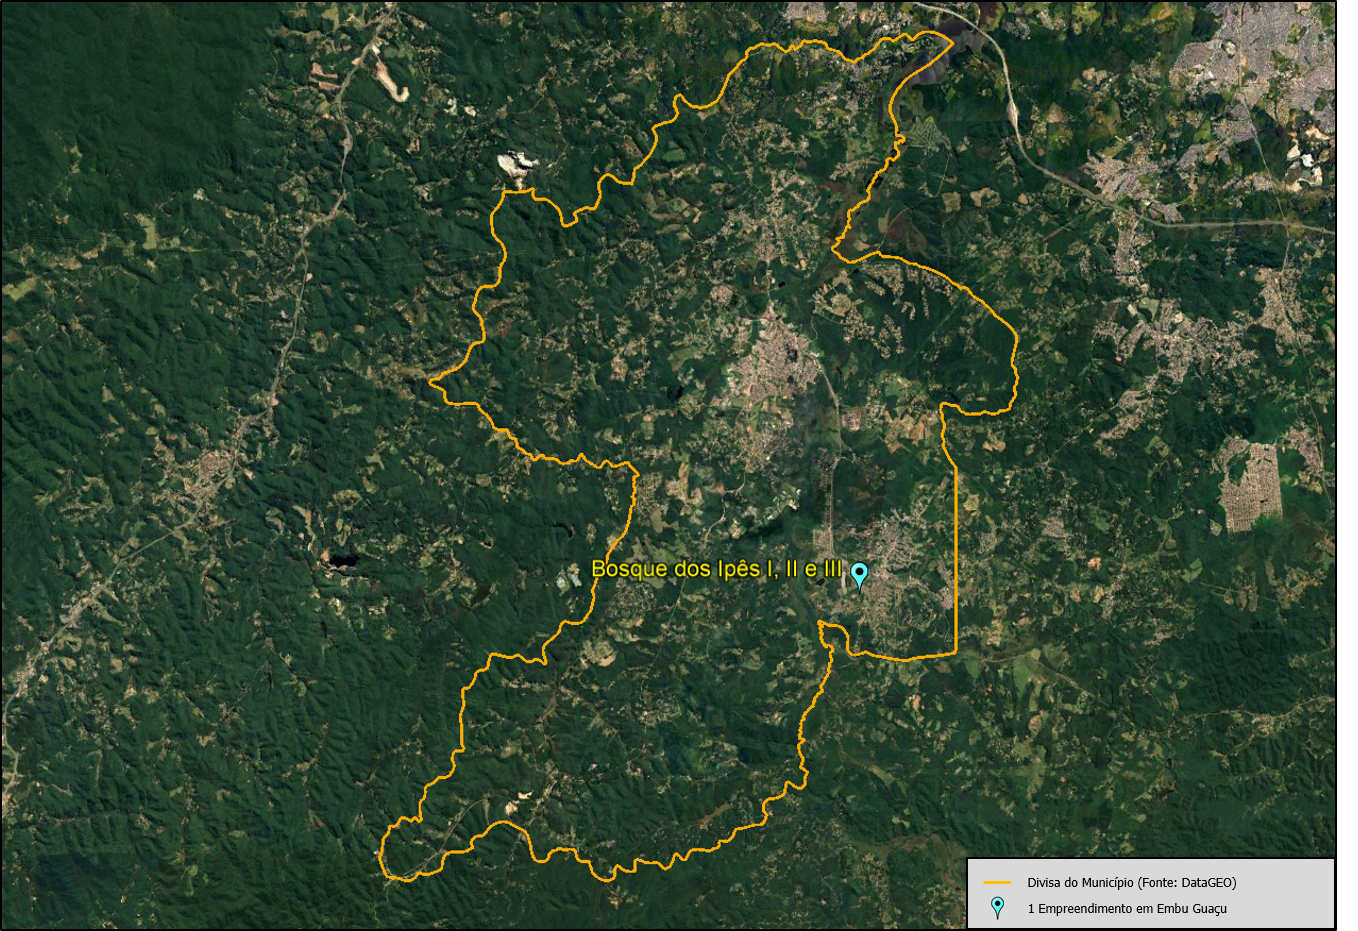 Bosque dos Ipês I, II e III
Divisa do Município (Fonte: DataGEO)
1 Empreendimento em Embu Guaçu